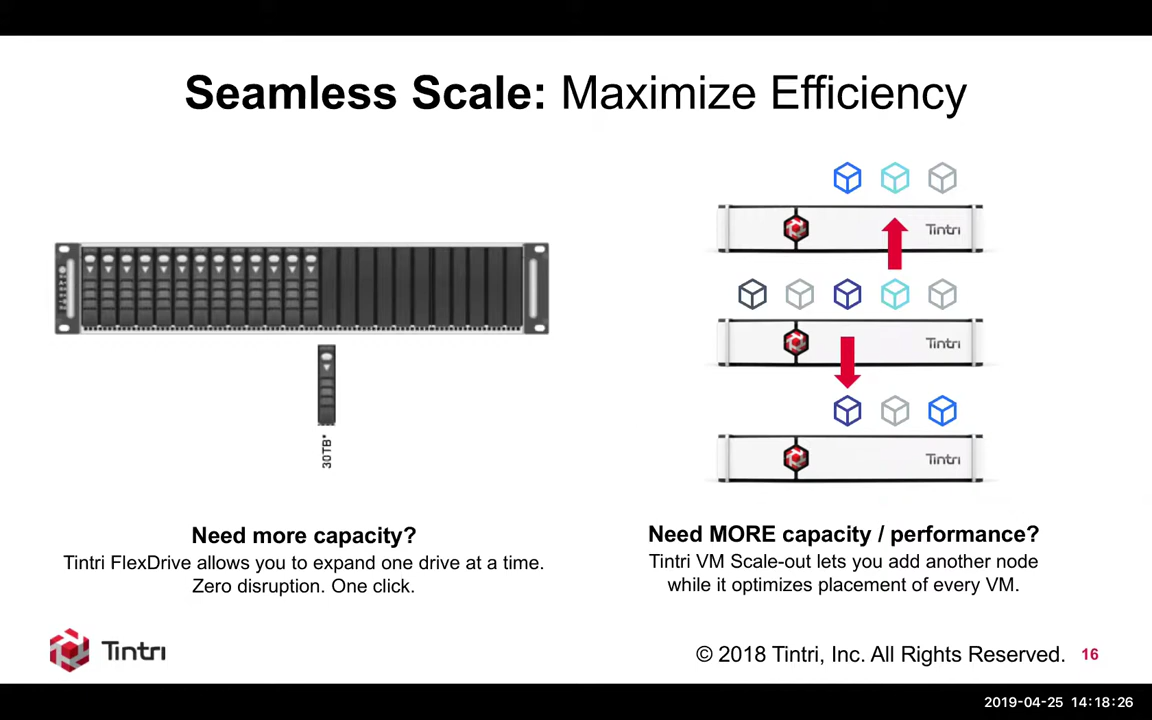 Seamless Scale: Maximize Efficiency
Tintri
Tintri
Tintri
30TB*
Need more capacity?
Tintri FlexDrive allows you to expand one drive at a time.
Zero disruption. One click.
Need MORE capacity / performance?
Tintri VM Scale-out lets you add another node
while it optimizes placement of every VM.
Tintri
© 2018 Tintri, Inc. All Rights Reserved. 16
2019-04-25 14:18:26